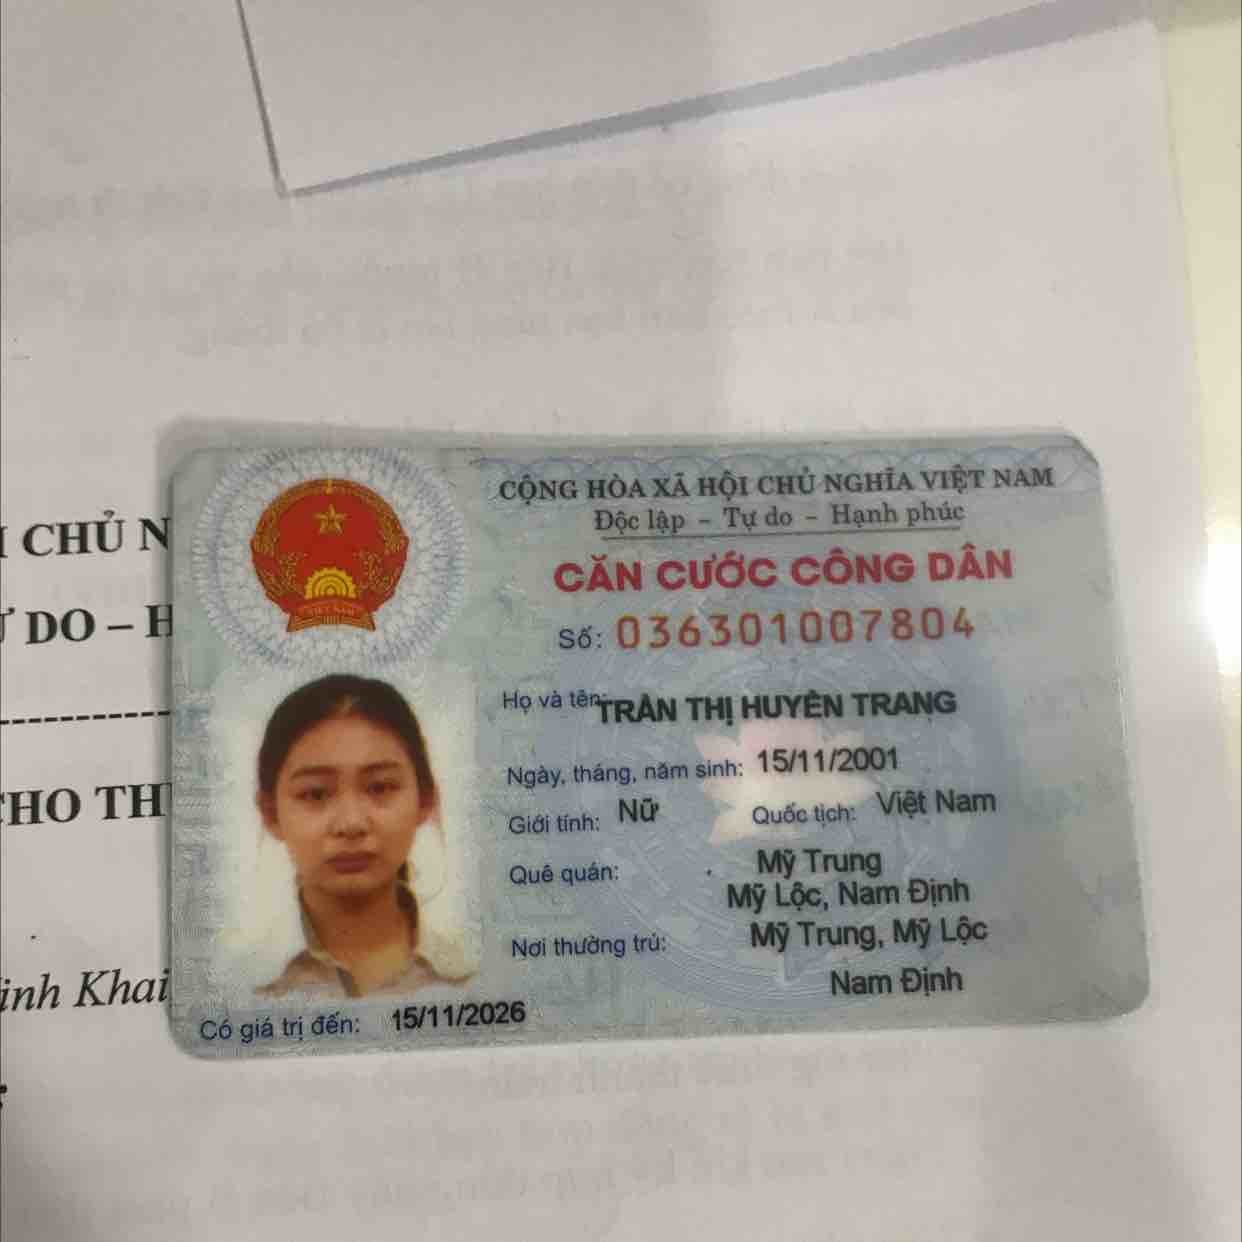 CỘNG HÒA XÃ HỘI CHỦ NGHĨA VIỆT NAM
Độc lập - Tự do - Hạnh phúc
CĂN CƯỚC CÔNG DÂN
Số: 036301007804
Họ và tên: TRẦN THỊ HUYỀN TRANG
Ngày, tháng, năm sinh: 15/11/2001
Giới tính: Nữ Quốc tịch: Việt Nam
Quê quán: Mỹ Trung
Mỹ Lộc, Nam Định
Nơi thường trú: Mỹ Trung, Mỹ Lộc
Nam Định
Có giá trị đến: 15/11/2026
VIỆT NAM
I CHỦ N
DO – H
CHO TH
inh Khai